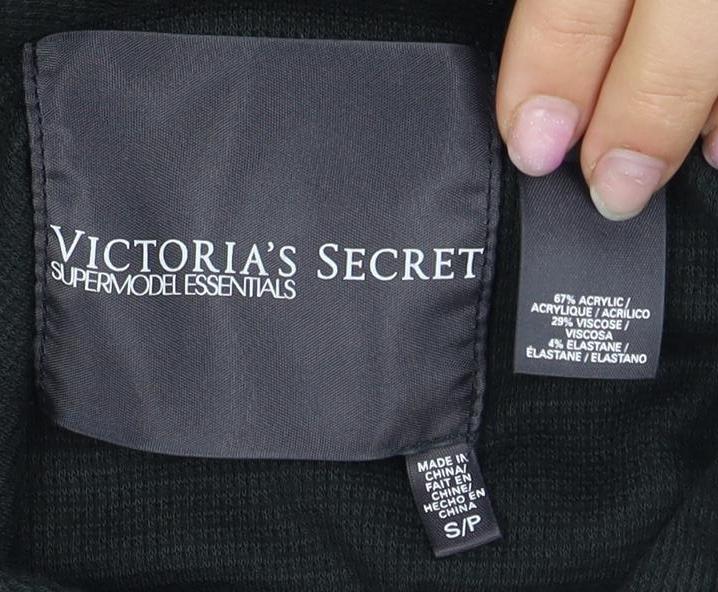 VICTORIA'S SECRET
SUPERMODEL ESSENTIALS
67% ACRYLIC /
ACRYLIQUE / ACRÍLICO
29% VISCOSE /
VISCOSA
4% ELASTANE /
ÉLASTANE / ELASTANO
MADE IN
CHINA/
FAIT EN
CHINE/
HECHO EN
CHINA
S/P